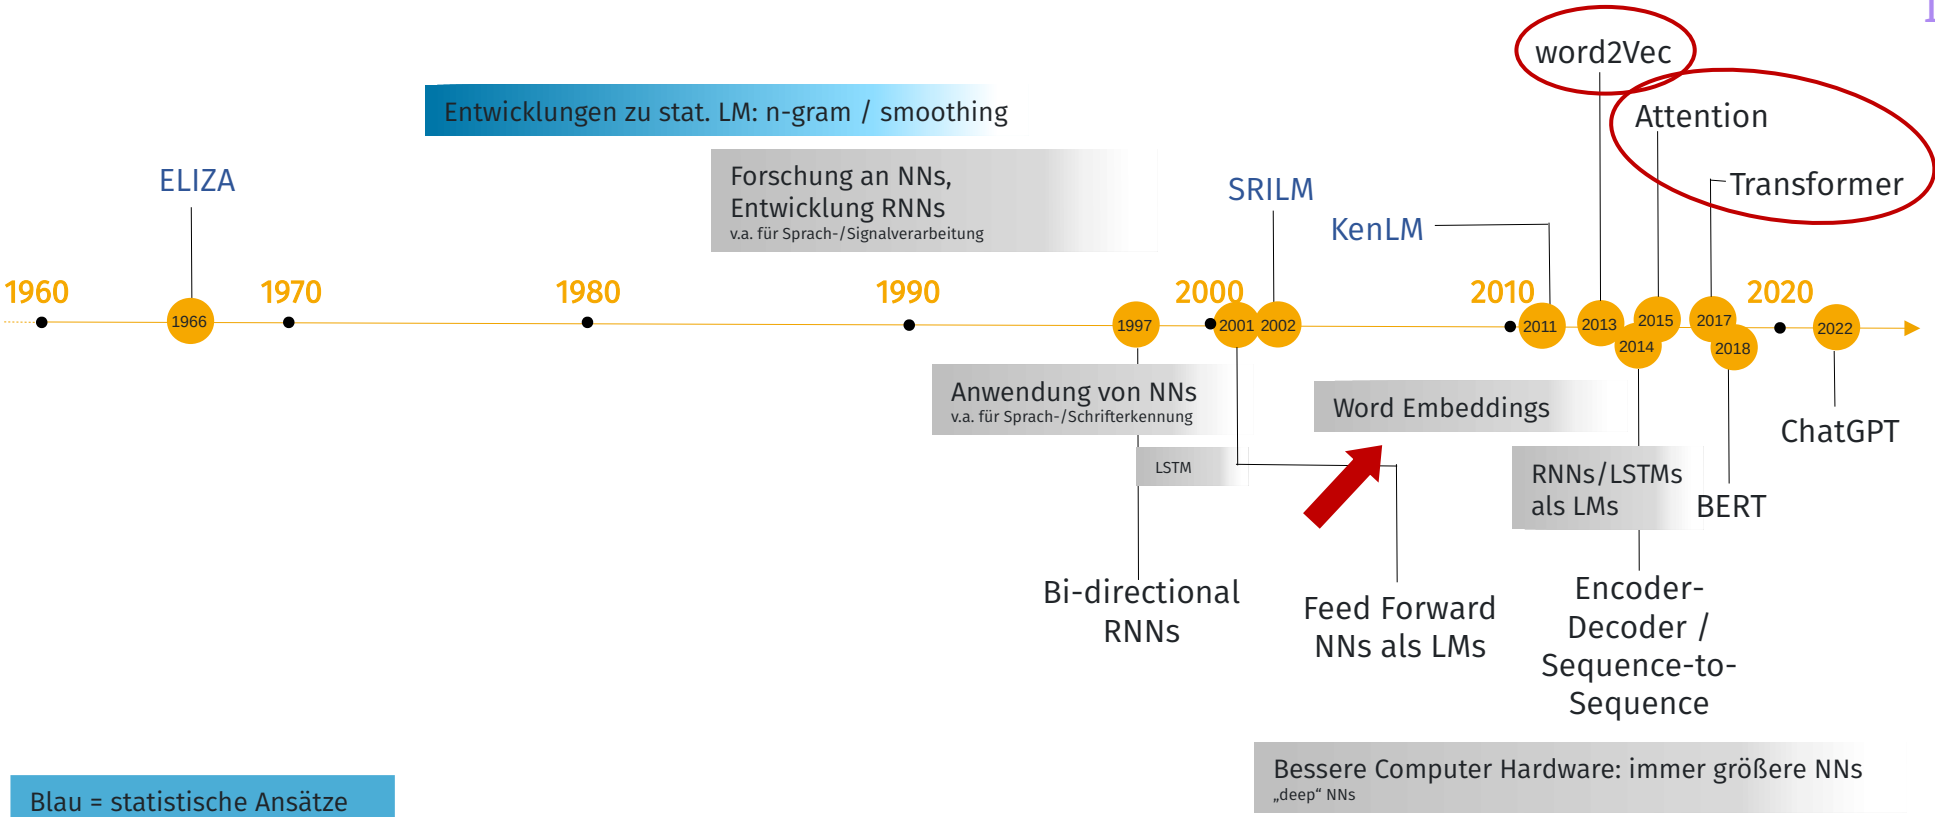 word2Vec
Entwicklungen zu stat. LM: n-gram / smoothing
Attention
Forschung an NNs,
Entwicklung RNNs
v.a. für Sprach-/Signalverarbeitung
ELIZA
SRILM
Transformer
KenLM
1960
1970
1980
1990
2000
2010
2020
1966
1997
2001
2002
2011
2013
2014
2015
2017
2018
2022
Anwendung von NNs
v.a. für Sprach-/Schrifterkennung
Word Embeddings
ChatGPT
LSTM
RNNs/LSTMs
als LMs
BERT
Bi-directional
RNNs
Feed Forward
NNs als LMs
Encoder-
Decoder /
Sequence-to-
Sequence
Bessere Computer Hardware: immer größere NNs
„deep“ NNs
Blau = statistische Ansätze